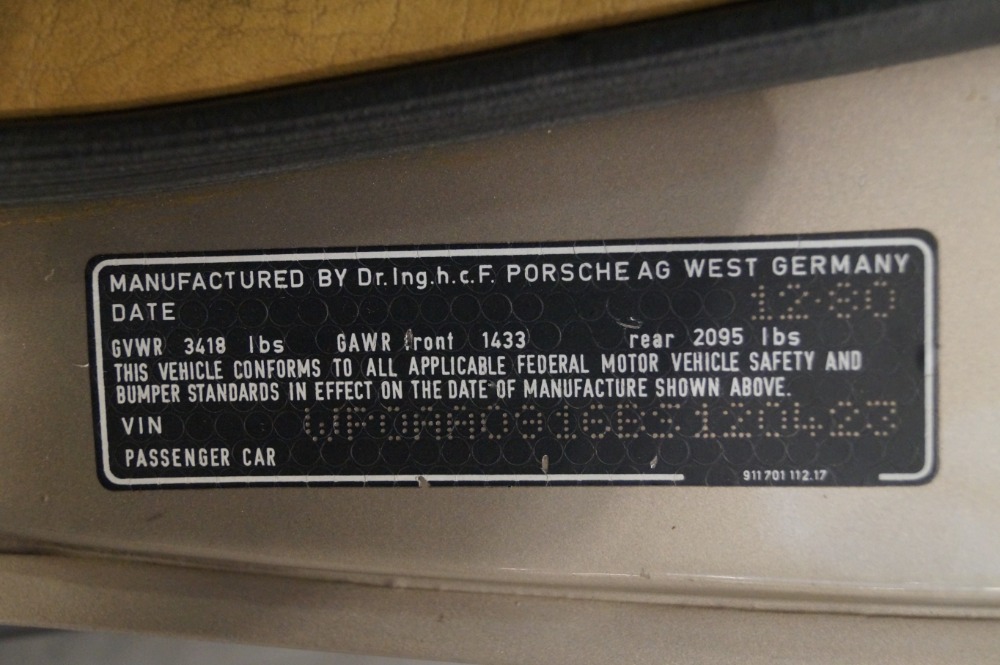 MANUFACTURED BY Dr.Ing.h.c.F. PORSCHE AG WEST GERMANY
DATE 12·80
GVWR 3418 lbs GAWR front 1433 rear 2095 lbs
THIS VEHICLE CONFORMS TO ALL APPLICABLE FEDERAL MOTOR VEHICLE SAFETY AND
BUMPER STANDARDS IN EFFECT ON THE DATE OF MANUFACTURE SHOWN ABOVE.
VIN WP0AA0916BS120423
PASSENGER CAR
911 701 112.17